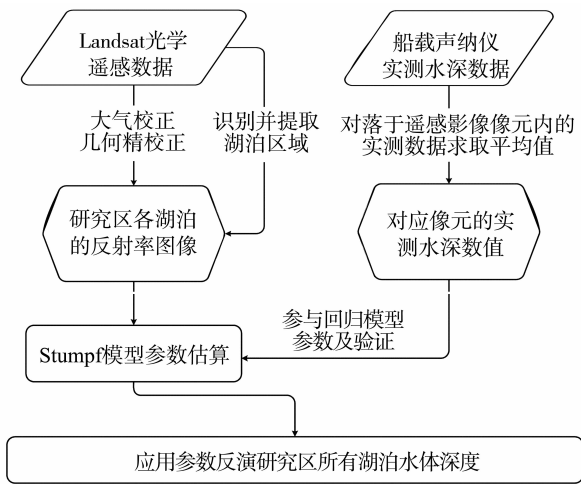 Landsat光学
遥感数据
船载声纳仪
实测水深数据
大气校正
几何精校正
识别并提取
湖泊区域
对落于遥感影像像元内的
实测数据求取平均值
研究区各湖泊
的反射率图像
对应像元的实
测水深数值
参与回归模型
参数及验证
Stumpf模型参数估算
应用参数反演研究区所有湖泊水体深度